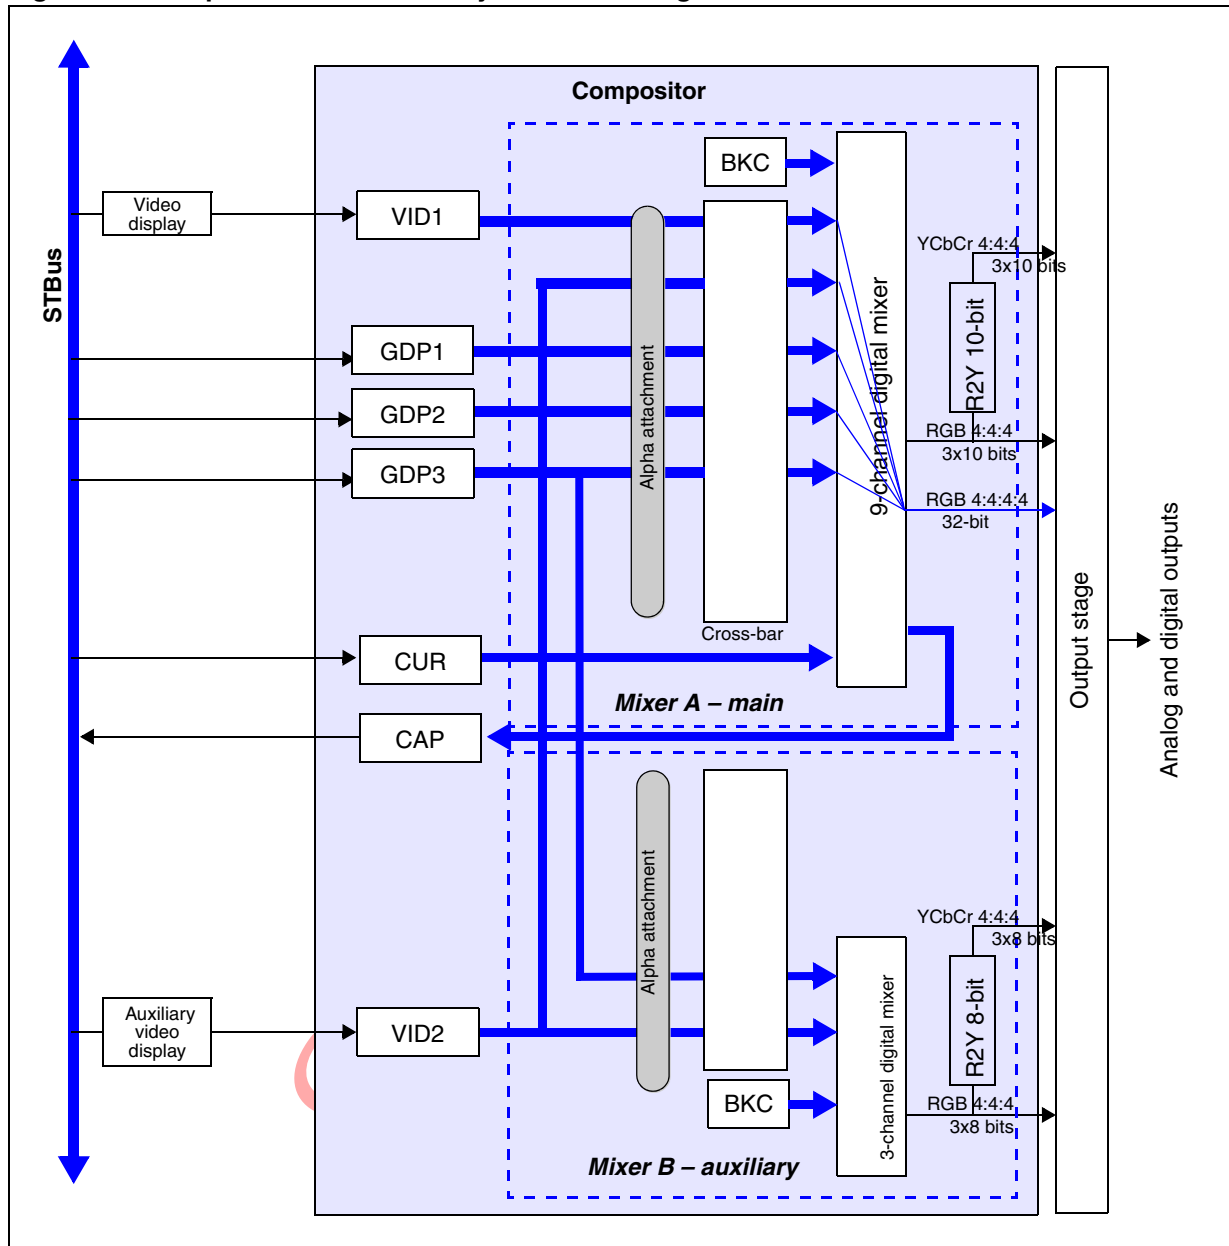 Compositor
BKC
Video
display
VID1
STBus
YCbCr 4:4:4
3x10 bits
R2Y 10-bit
GDP1
GDP2
GDP3
Alpha attachment
9-channel digital mixer
RGB 4:4:4
3x10 bits
RGB 4:4:4:4
32-bit
Cross-bar
CUR
Mixer A – main
CAP
Output stage
Analog and digital outputs
Alpha attachment
YCbCr 4:4:4
3x8 bits
R2Y 8-bit
3-channel digital mixer
Auxiliary
video
display
VID2
BKC
RGB 4:4:4
3x8 bits
Mixer B – auxiliary